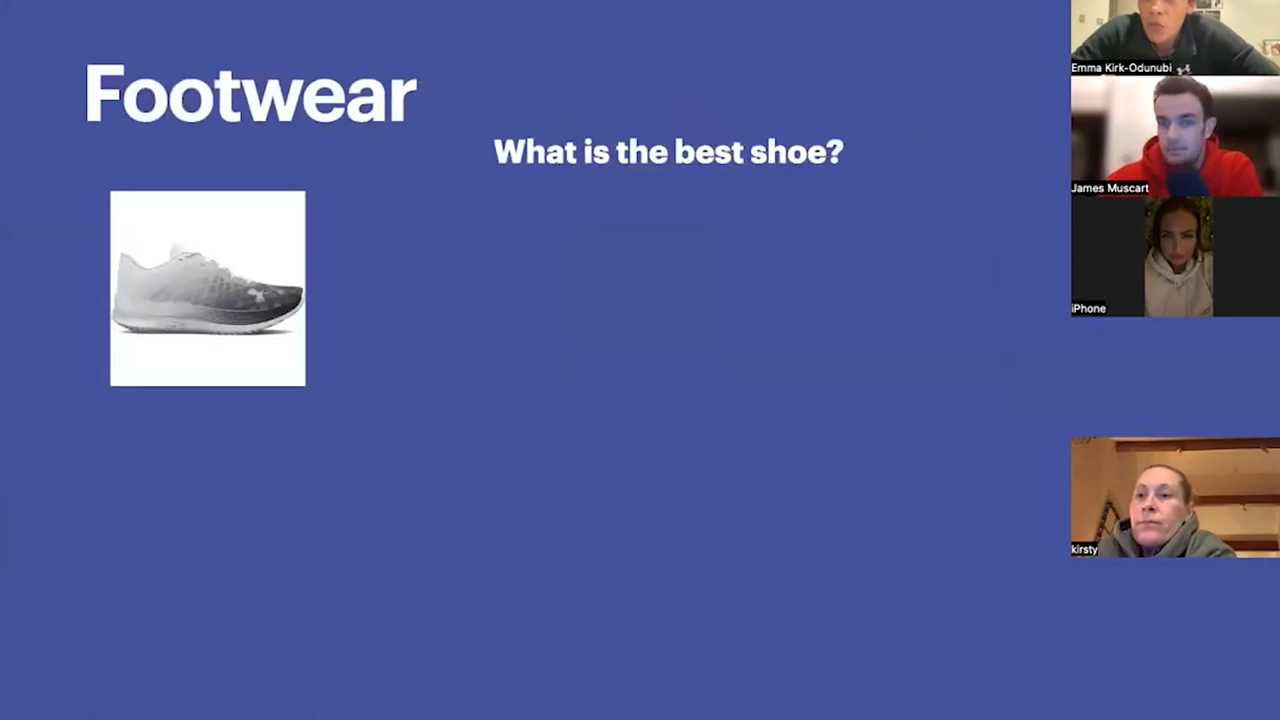 Footwear
What is the best shoe?
Emma Kirk-Odunubi
James Muscart
iPhone
kirsty